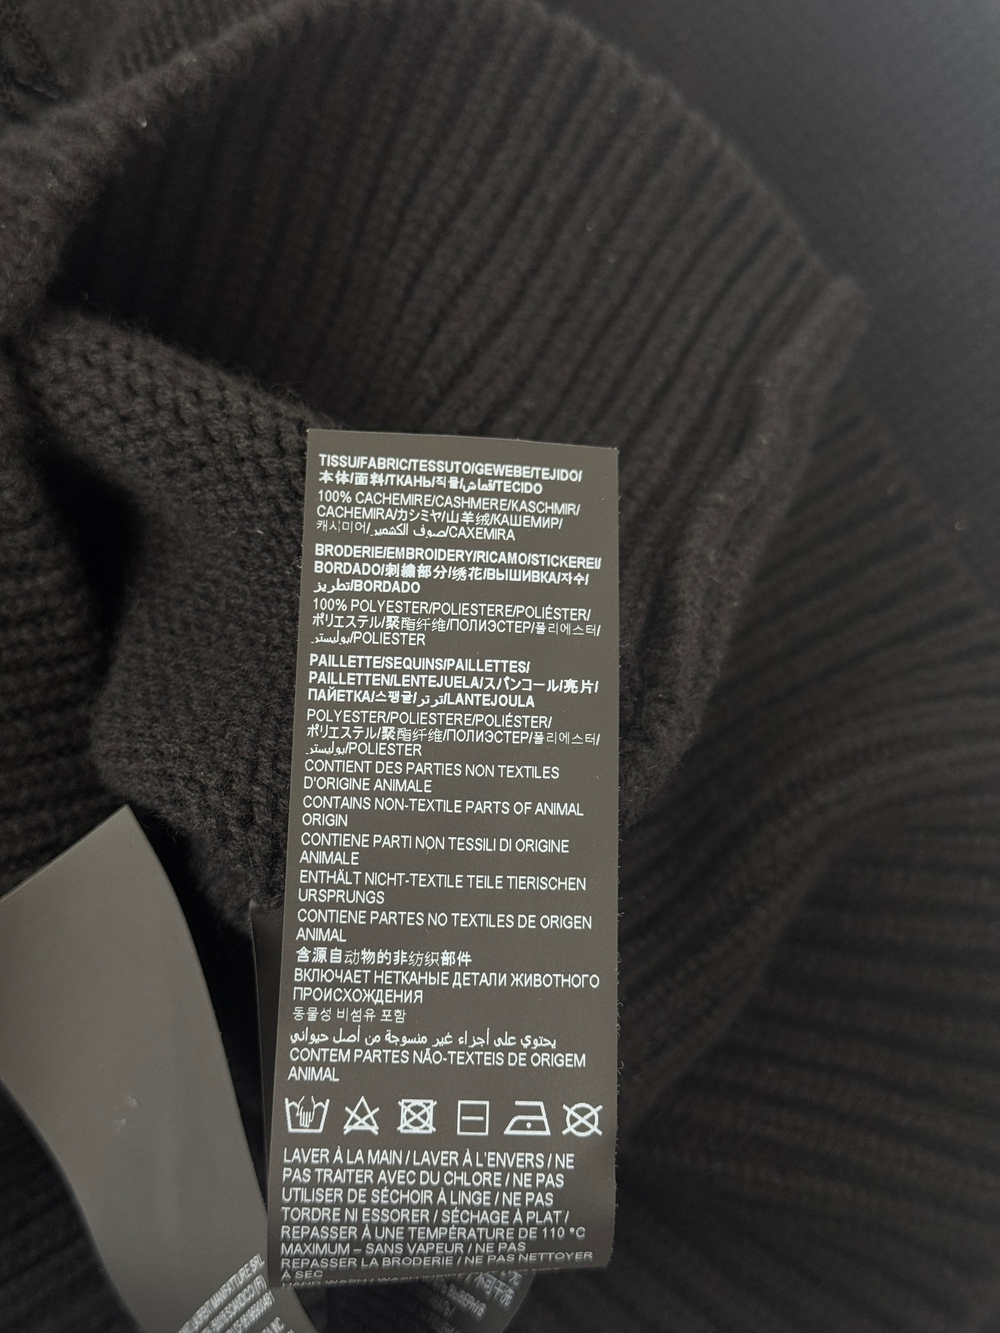 TISSU/FABRIC/TESSUTO/GEWEBE/TEJIDO/
本体/面料/ТКАНЬ/직물/قماش/TECIDO
100% CACHEMIRE/CASHMERE/KASCHMIR/
CACHEMIRA/カシミヤ/山羊绒/КАШЕМИР/
캐시미어/صوف الكشمير/CAXEMIRA
BRODERIE/EMBROIDERY/RICAMO/STICKEREI/
BORDADO/刺繍部分/绣花/ВЫШИВКА/자수/
تطريز/BORDADO
100% POLYESTER/POLIESTERE/POLIÉSTER/
ポリエステル/聚酯纤维/ПОЛИЭСТЕР/폴리에스터/
بوليستر/POLIESTER
PAILLETTE/SEQUINS/PAILLETTES/
PAILLETTEN/LENTEJUELA/スパンコール/亮片/
ПАЙЕТКА/스팽글/ترتر/LANTEJOULA
POLYESTER/POLIESTERE/POLIÉSTER/
ポリエステル/聚酯纤维/ПОЛИЭСТЕР/폴리에스터/
بوليستر/POLIESTER
CONTIENT DES PARTIES NON TEXTILES
D'ORIGINE ANIMALE
CONTAINS NON-TEXTILE PARTS OF ANIMAL
ORIGIN
CONTIENE PARTI NON TESSILI DI ORIGINE
ANIMALE
ENTHÄLT NICHT-TEXTILE TEILE TIERISCHEN
URSPRUNGS
CONTIENE PARTES NO TEXTILES DE ORIGEN
ANIMAL
含源自动物的非纺织部件
ВКЛЮЧАЕТ НЕТКАНЫЕ ДЕТАЛИ ЖИВОТНОГО
ПРОИСХОЖДЕНИЯ
동물성 비섬유 포함
يحتوي على أجزاء غير منسوجة من أصل حيواني
CONTEM PARTES NÃO-TEXTEIS DE ORIGEM
ANIMAL
LAVER À LA MAIN / LAVER À L'ENVERS / NE
PAS TRAITER AVEC DU CHLORE / NE PAS
UTILISER DE SÉCHOIR À LINGE / NE PAS
TORDRE NI ESSORER / SÉCHAGE À PLAT /
REPASSER À UNE TEMPÉRATURE DE 110 °C
MAXIMUM – SANS VAPEUR / NE PAS
REPASSER LA BRODERIE / NE PAS NETTOYER
À SEC
MANIFATTURE SRL
SCANDICCI (FI)